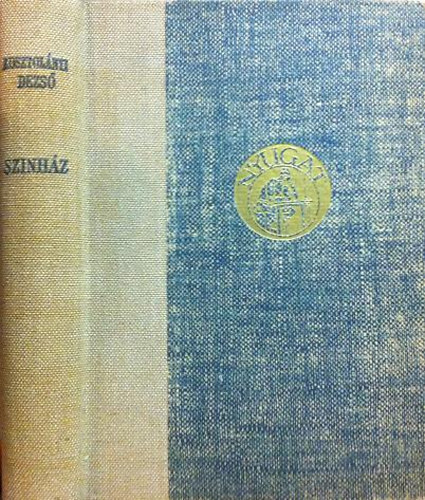 KOSZTOLÁNYI
DEZSŐ
SZINHÁZ
NYUGAT